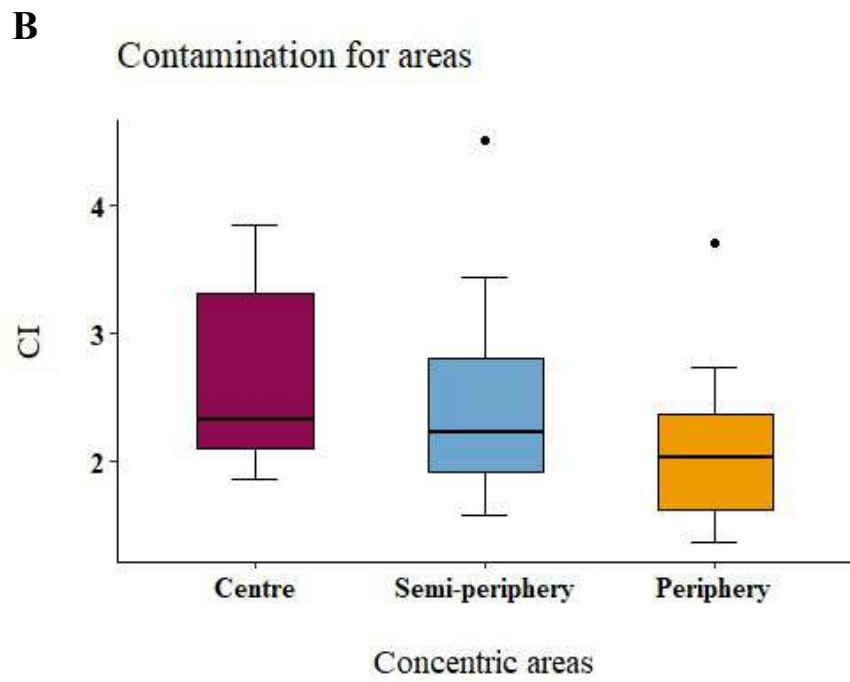 B
Contamination for areas
4
3
2
CI
Centre Semi-periphery Periphery
Concentric areas